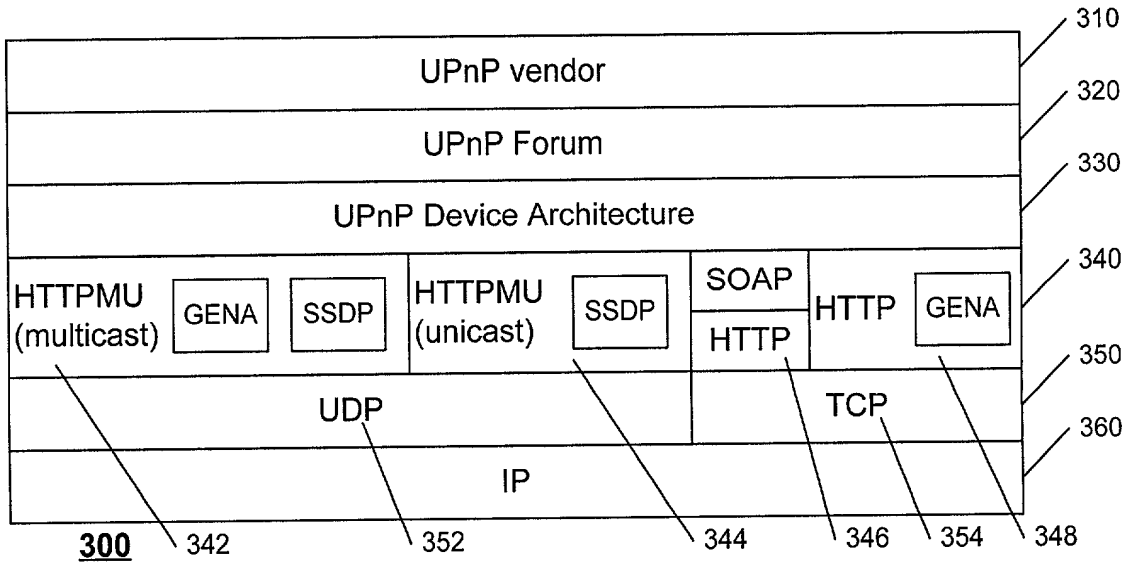 310
UPnP vendor
320
UPnP Forum
330
UPnP Device Architecture
340
HTTPMU
(multicast)
GENA
SSDP
HTTPMU
(unicast)
SSDP
SOAP
HTTP
HTTP
GENA
350
UDP
TCP
360
IP
300
342
352
344
346
354
348